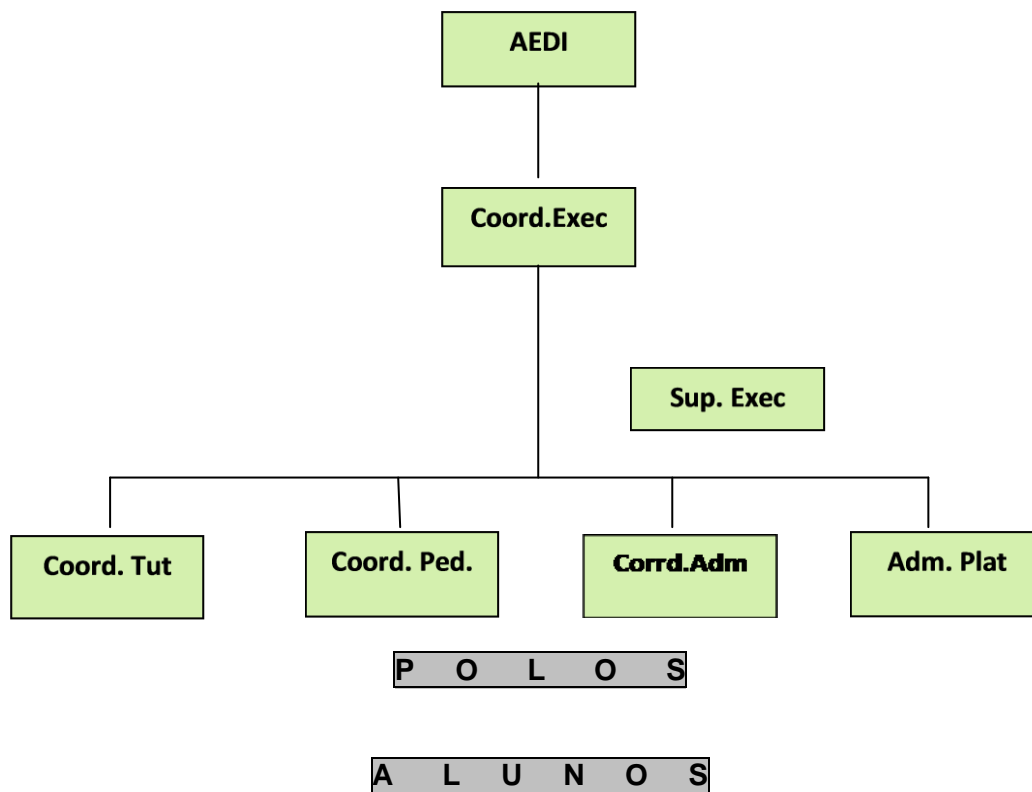 AEDI
Coord.Exec
Sup. Exec
Coord. Tut
Coord. Ped.
Corrd.Adm
Adm. Plat
P O L O S
A L U N O S